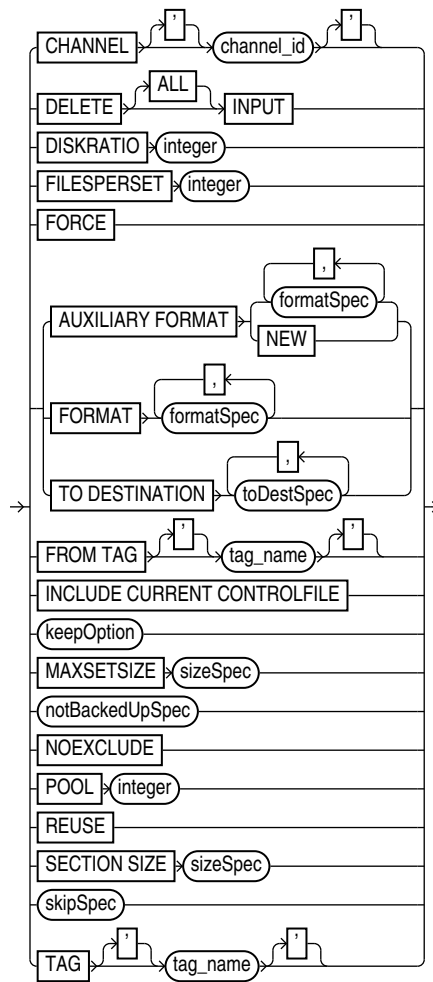 CHANNEL ' channel_id '
DELETE ALL INPUT
DISKRATIO integer
FILESPERSET integer
FORCE
,
AUXILIARY FORMAT formatSpec
NEW
,
FORMAT formatSpec
,
TO DESTINATION toDestSpec
FROM TAG ' tag_name '
INCLUDE CURRENT CONTROLFILE
keepOption
MAXSETSIZE sizeSpec
notBackedUpSpec
NOEXCLUDE
POOL integer
REUSE
SECTION SIZE sizeSpec
skipSpec
TAG ' tag_name '